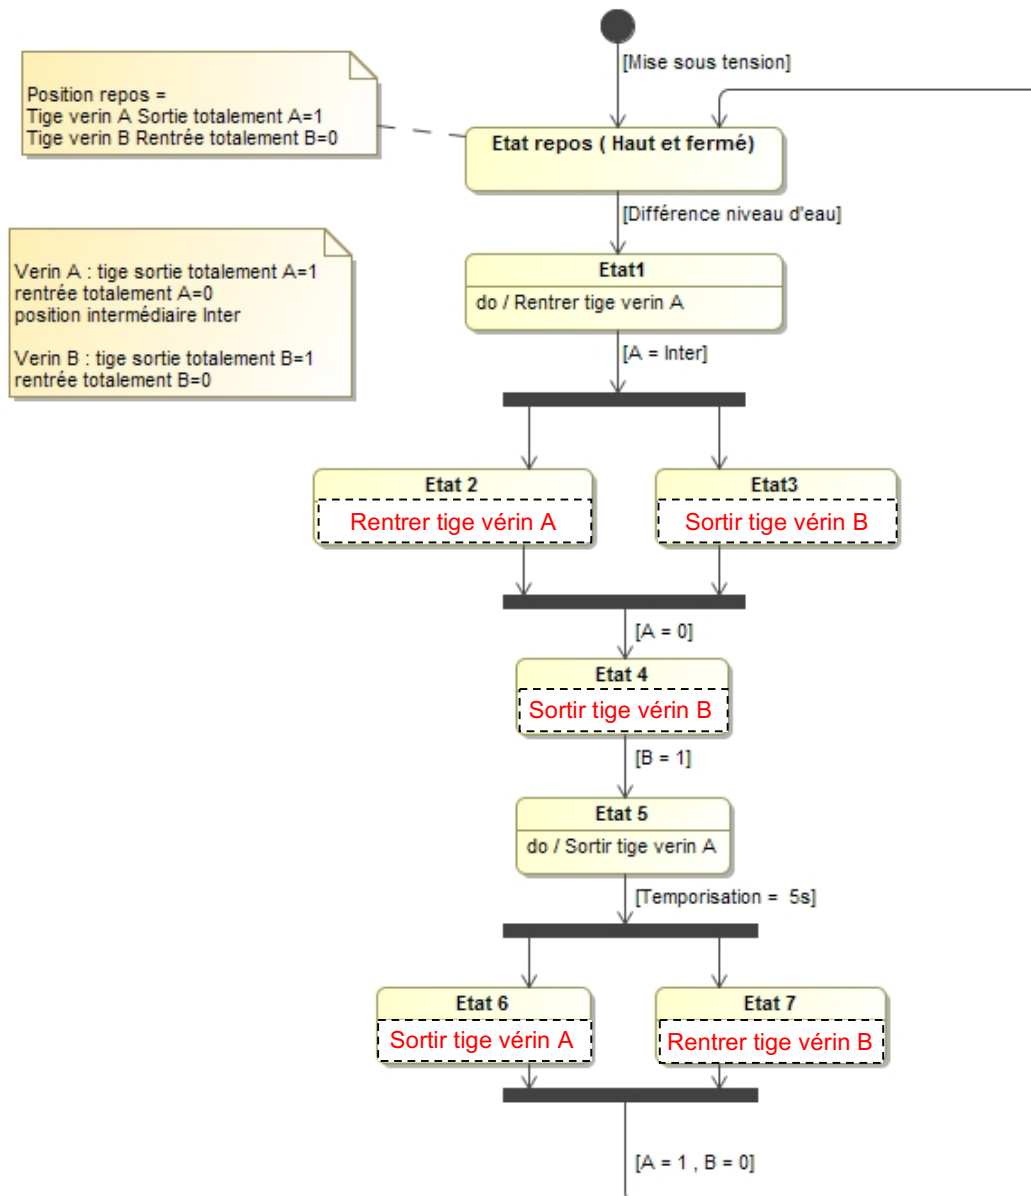 [Mise sous tension]
Position repos =
Tige verin A Sortie totalement A=1
Tige verin B Rentrée totalement B=0
Etat repos ( Haut et fermé)
[Différence niveau d'eau]
Verin A : tige sortie totalement A=1
rentrée totalement A=0
position intermédiaire Inter
Verin B : tige sortie totalement B=1
rentrée totalement B=0
Etat1
do / Rentrer tige verin A
[A = Inter]
Etat 2
Rentrer tige vérin A
Etat3
Sortir tige vérin B
[A = 0]
Etat 4
Sortir tige vérin B
[B = 1]
Etat 5
do / Sortir tige verin A
[Temporisation =  5s]
Etat 6
Sortir tige vérin A
Etat 7
Rentrer tige vérin B
[A = 1 , B = 0]